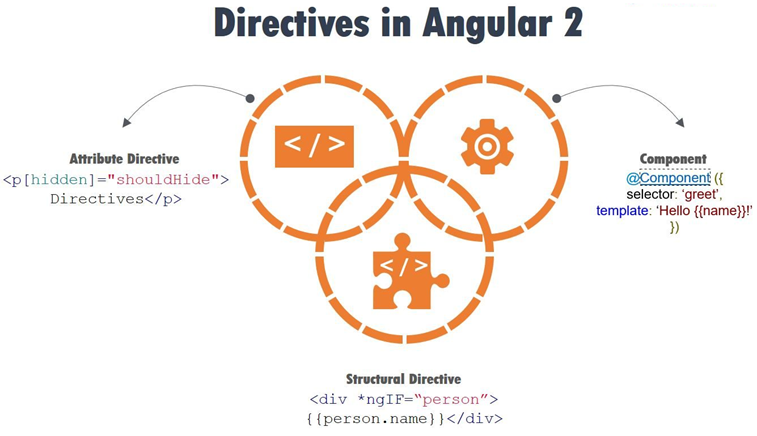 Directives in Angular 2
</>
Attribute Directive
<p[hidden]="shouldHide">
Directives</p>
Component
@Component ({
selector: ‘greet’,
template: ‘Hello {{name}}!’
})
</>
Structural Directive
<div *ngIF=“person”>
{{person.name}}</div>